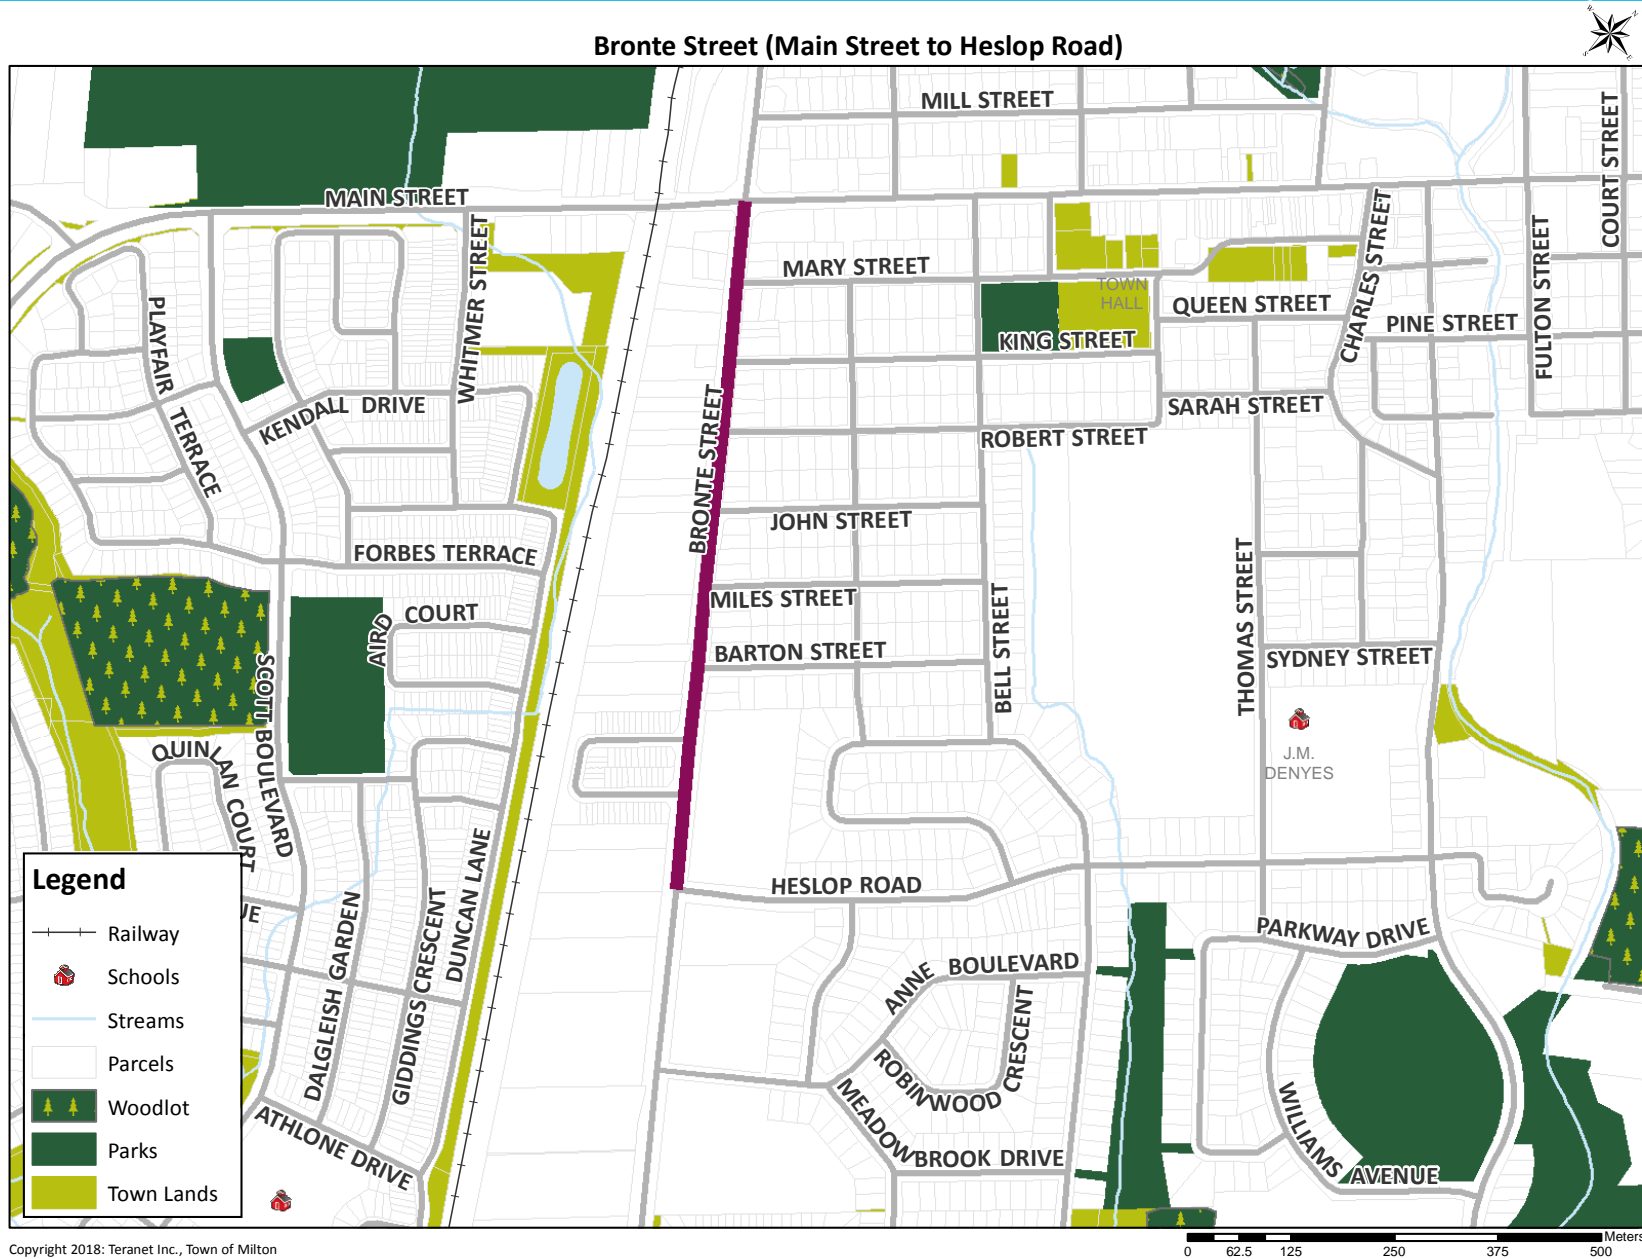 Bronte Street (Main Street to Heslop Road)
W
N
S
E
MILL STREET
COURT STREET
MAIN STREET
WHITMER STREET
CHARLES STREET
FULTON STREET
MARY STREET
TOWN
HALL
QUEEN STREET
PINE STREET
KING STREET
PLAYFAIR TERRACE
KENDALL DRIVE
BRONTE STREET
SARAH STREET
ROBERT STREET
JOHN STREET
FORBES TERRACE
THOMAS STREET
MILES STREET
BELL STREET
AIRD COURT
BARTON STREET
SYDNEY STREET
SCOTT BOULEVARD
QUINLAN COURT
J.M.
DENYES
DUNCAN LANE
HESLOP ROAD
DALGLEISH GARDEN
GIDDINGS CRESCENT
UE
PARKWAY DRIVE
ANNE BOULEVARD
ROBINWOOD CRESCENT
MEADOWBROOK DRIVE
WILLIAMS AVENUE
ATHLONE DRIVE
Legend
Railway
Schools
Streams
Parcels
Woodlot
Parks
Town Lands
Copyright 2018: Teranet Inc., Town of Milton
Meters
0 62.5 125 250 375 500